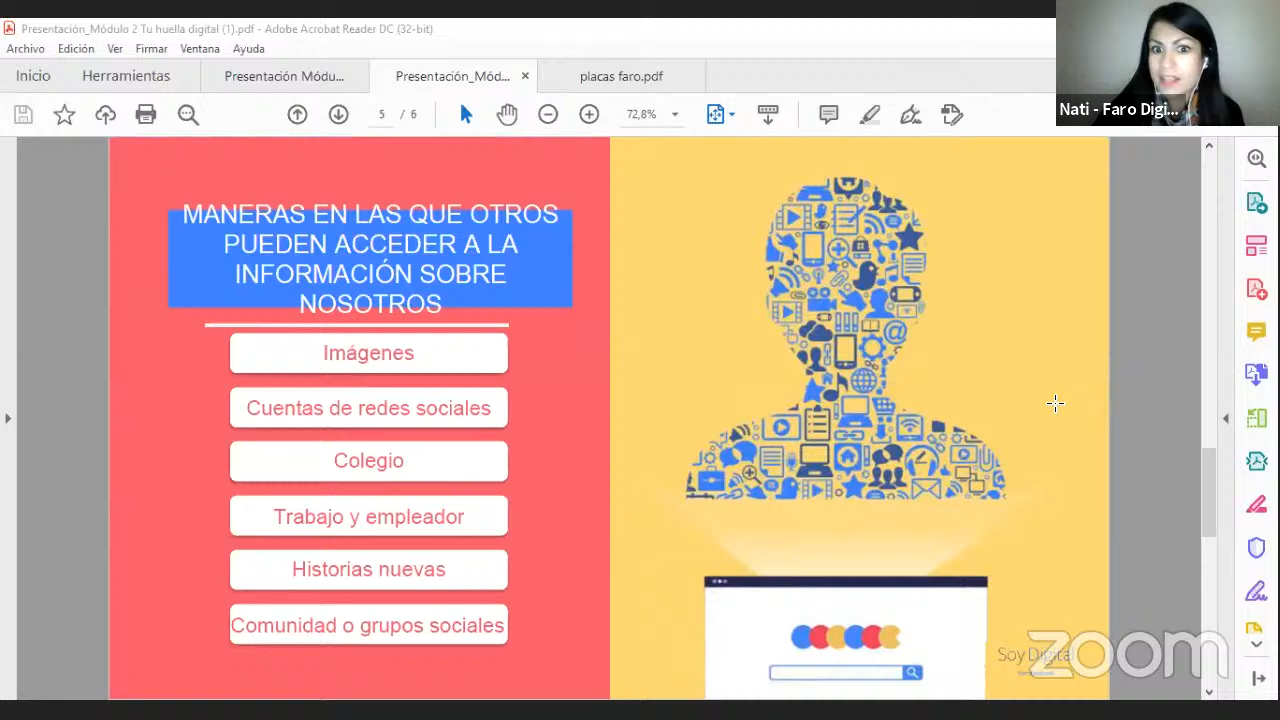 Presentación_Módulo 2 Tu huella digital (1).pdf - Adobe Acrobat Reader DC (32-bit)
Archivo Edición Ver Firmar Ventana Ayuda
Inicio Herramientas Presentación Módu... Presentación_Mód... × placas faro.pdf
5 / 6 72,8%
Nati - Faro Digi...
MANERAS EN LAS QUE OTROS
PUEDEN ACCEDER A LA
INFORMACIÓN SOBRE
NOSOTROS
Imágenes
Cuentas de redes sociales
Colegio
Trabajo y empleador
Historias nuevas
Comunidad o grupos sociales
Soy Digital
zoom